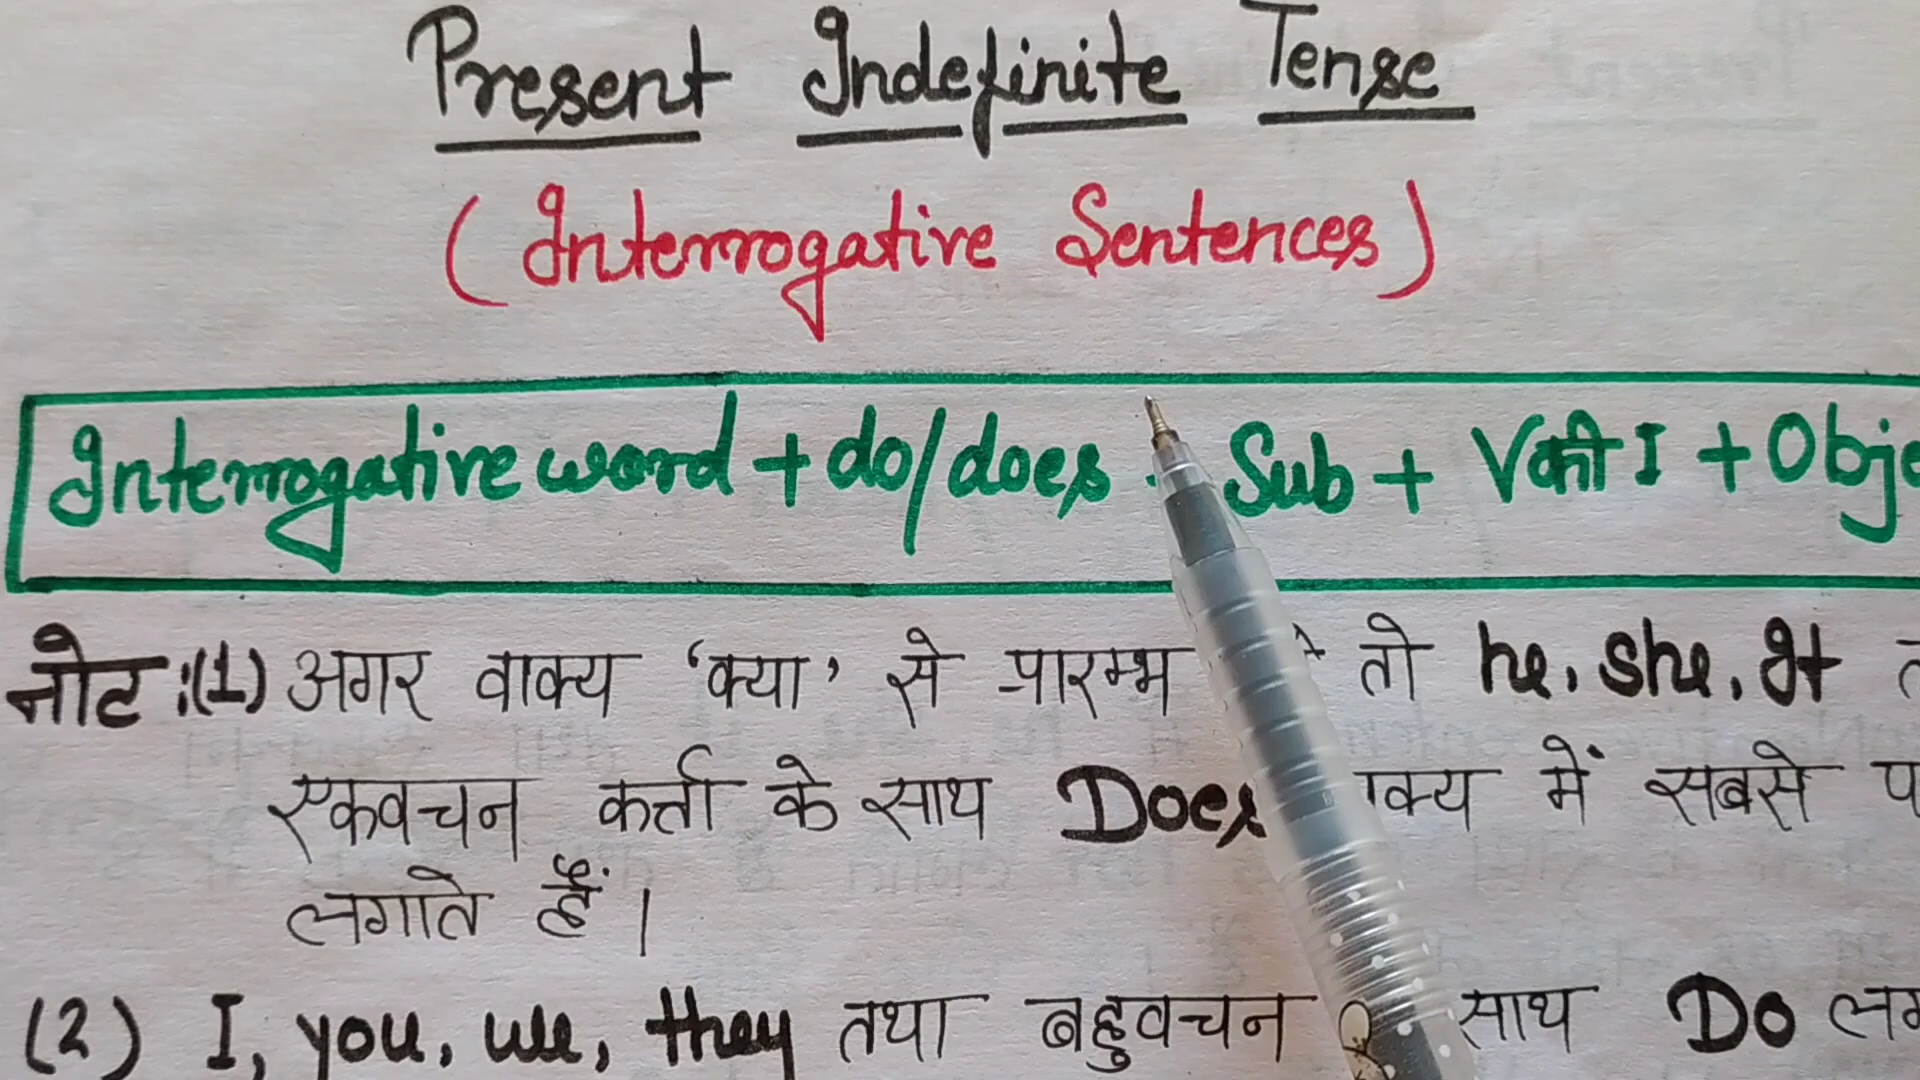 Present Indefinite Tense
(Interrogative Sentences)
Interrogative word + do/does Sub + V की I + Obje
नोट:(1) अगर वाक्य ‘क्या’ से प्रारम्भ तो he, she, It
एकवचन कर्त्ता के साथ Does में सबसे
लगाते हैं।
(2) I, you, we, they तथा बहुवचन साथ Do